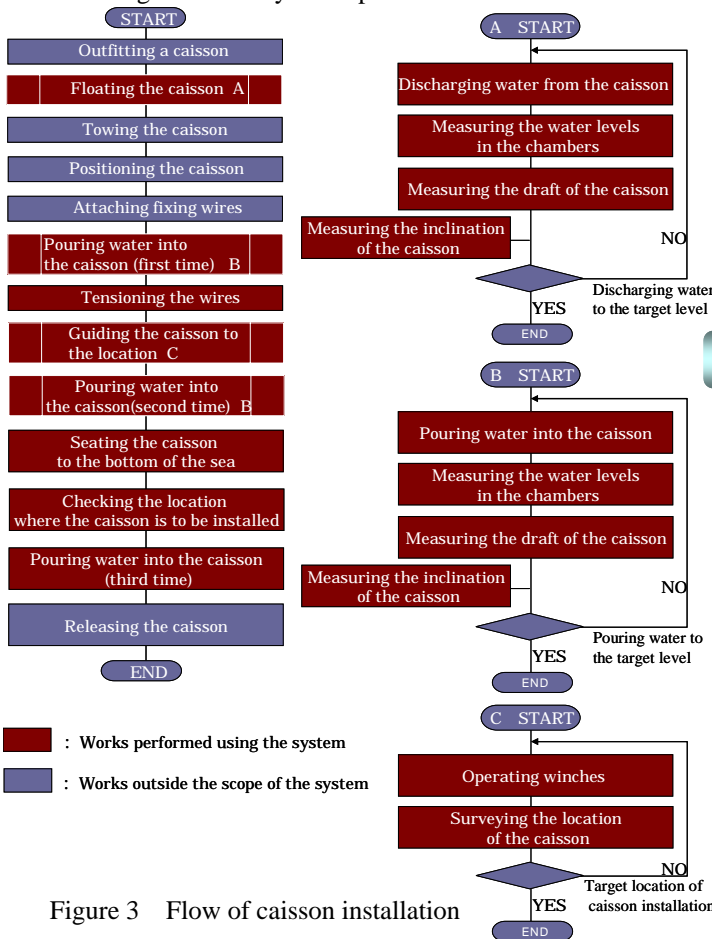 START
Outfitting a caisson
Floating the caisson A
Towing the caisson
Positioning the caisson
Attaching fixing wires
Pouring water into
the caisson (first time) B
Tensioning the wires
Guiding the caisson to
the location C
Pouring water into
the caisson(second time) B
Seating the caisson
to the bottom of the sea
Checking the location
where the caisson is to be installed
Pouring water into the caisson
(third time)
Releasing the caisson
END
: Works performed using the system
: Works outside the scope of the system
A START
Discharging water from the caisson
Measuring the water levels
in the chambers
Measuring the draft of the caisson
Measuring the inclination
of the caisson
NO
Discharging water
to the target level
YES
END
B START
Pouring water into the caisson
Measuring the water levels
in the chambers
Measuring the draft of the caisson
Measuring the inclination
of the caisson
NO
Pouring water to
the target level
YES
END
C START
Operating winches
Surveying the location
of the caisson
NO
Target location of
caisson installation
YES
END
Figure 3 Flow of caisson installation